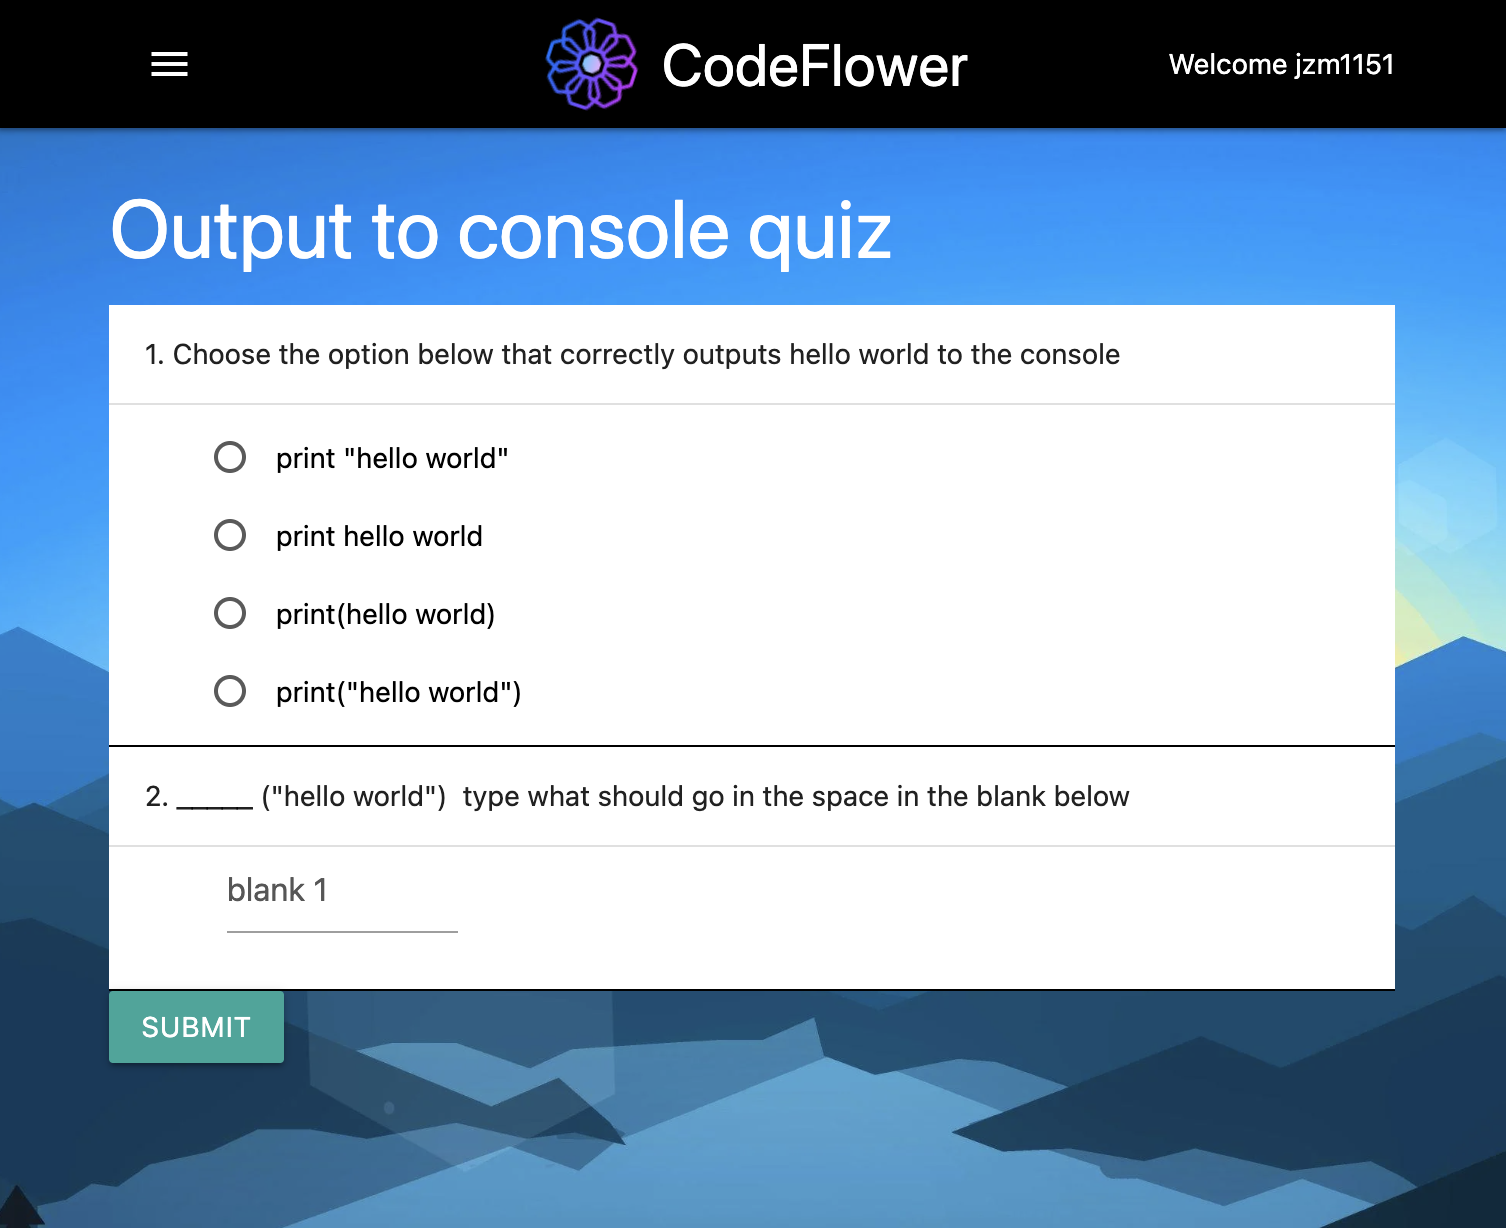 CodeFlower
Welcome jzm1151
Output to console quiz
1. Choose the option below that correctly outputs hello world to the console
print "hello world"
print hello world
print(hello world)
print("hello world")
2. _____ ("hello world")  type what should go in the space in the blank below
blank 1
SUBMIT